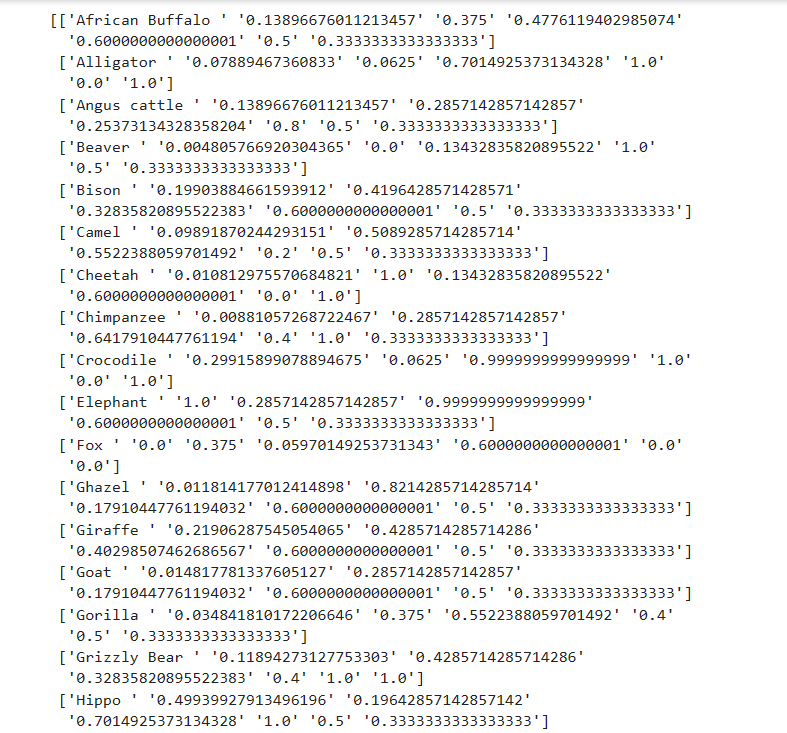 [['African Buffalo ' '0.13896676011213457' '0.375' '0.4776119402985074'
'0.6000000000000001' '0.5' '0.3333333333333333']
['Alligator ' '0.07889467360833' '0.0625' '0.7014925373134328' '1.0'
'0.0' '1.0']
['Angus cattle ' '0.13896676011213457' '0.2857142857142857'
'0.25373134328358204' '0.8' '0.5' '0.3333333333333333']
['Beaver ' '0.004805766920304365' '0.0' '0.13432835820895522' '1.0'
'0.5' '0.3333333333333333']
['Bison ' '0.19903884661593912' '0.4196428571428571'
'0.32835820895522383' '0.6000000000000001' '0.5' '0.3333333333333333']
['Camel ' '0.09891870244293151' '0.5089285714285714'
'0.5522388059701492' '0.2' '0.5' '0.3333333333333333']
['Cheetah ' '0.010812975570684821' '1.0' '0.13432835820895522'
'0.6000000000000001' '0.0' '1.0']
['Chimpanzee ' '0.00881057268722467' '0.2857142857142857'
'0.6417910447761194' '0.4' '1.0' '0.3333333333333333']
['Crocodile ' '0.29915899078894675' '0.0625' '0.9999999999999999' '1.0'
'0.0' '1.0']
['Elephant ' '1.0' '0.2857142857142857' '0.9999999999999999'
'0.6000000000000001' '0.5' '0.3333333333333333']
['Fox ' '0.0' '0.375' '0.05970149253731343' '0.6000000000000001' '0.0'
'0.0']
['Ghazel ' '0.011814177012414898' '0.8214285714285714'
'0.17910447761194032' '0.6000000000000001' '0.5' '0.3333333333333333']
['Giraffe ' '0.21906287545054065' '0.4285714285714286'
'0.40298507462686567' '0.6000000000000001' '0.5' '0.3333333333333333']
['Goat ' '0.014817781337605127' '0.2857142857142857'
'0.17910447761194032' '0.6000000000000001' '0.5' '0.3333333333333333']
['Gorilla ' '0.034841810172206646' '0.375' '0.5522388059701492' '0.4'
'0.5' '0.3333333333333333']
['Grizzly Bear ' '0.11894273127753303' '0.4285714285714286'
'0.32835820895522383' '0.4' '1.0' '1.0']
['Hippo ' '0.49939927913496196' '0.19642857142857142'
'0.7014925373134328' '1.0' '0.5' '0.3333333333333333']